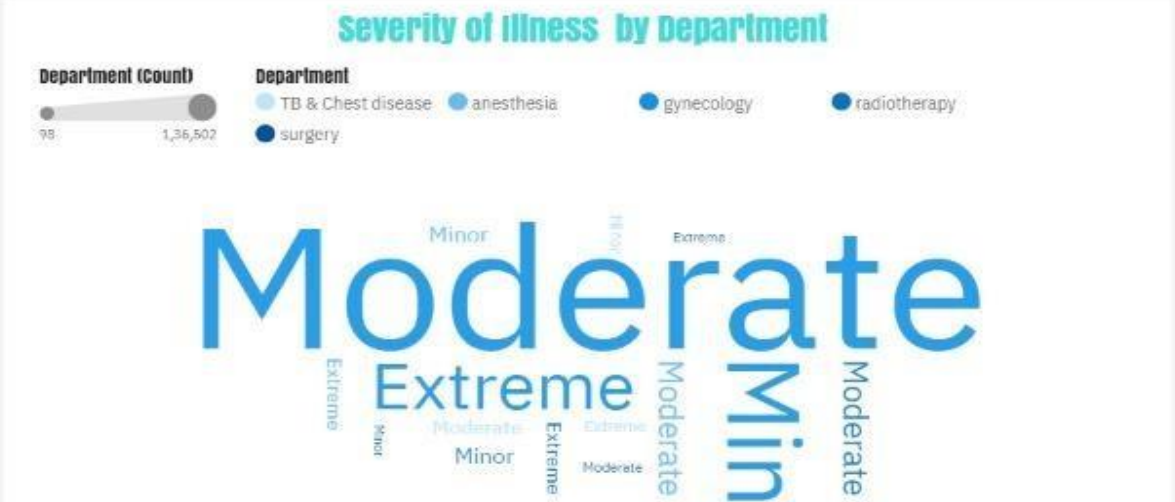 Severity of Illness by Department
Department (Count)
98 1,36,502
Department
TB & Chest disease anesthesia gynecology radiotherapy
surgery
Minor
Minor
Extreme
Moderate
Extreme
Extreme
Moderate
Min
Moderate
Minor
Moderate
Extreme
Extreme
Minor
Moderate